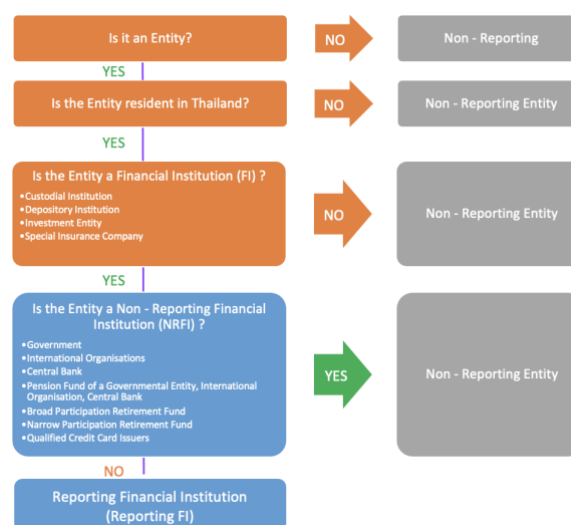 Is it an Entity?
NO
Non - Reporting
YES
Is the Entity resident in Thailand?
NO
Non - Reporting Entity
YES
Is the Entity a Financial Institution (FI) ?
•Custodial Institution
•Depository Institution
•Investment Entity
•Special Insurance Company
NO
Non - Reporting Entity
YES
Is the Entity a Non - Reporting Financial
Institution (NRFI) ?
•Government
•International Organisations
•Central Bank
•Pension Fund of a Governmental Entity, International
Organisation, Central Bank
•Broad Participation Retirement Fund
•Narrow Participation Retirement Fund
•Qualified Credit Card Issuers
YES
Non - Reporting Entity
NO
Reporting Financial Institution
(Reporting FI)